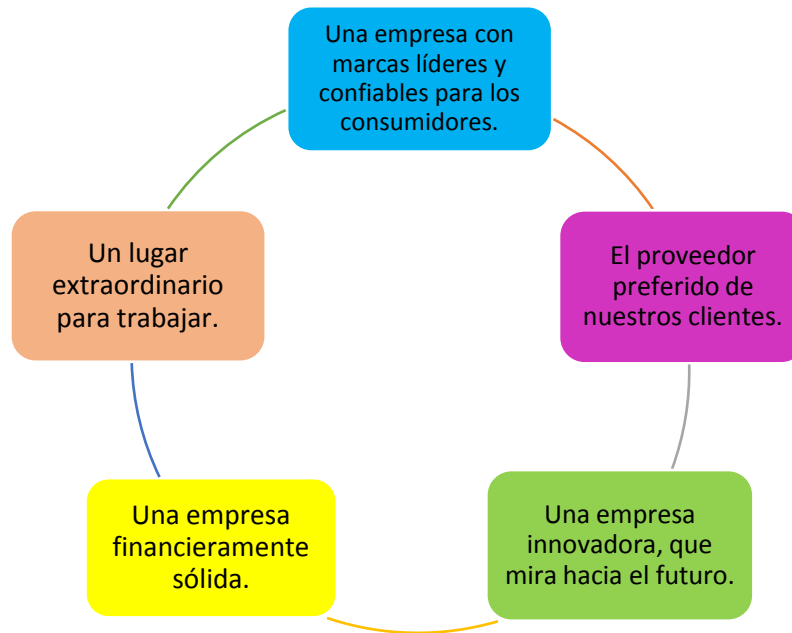 Una empresa con
marcas líderes y
confiables para los
consumidores.
El proveedor
preferido de
nuestros clientes.
Una empresa
innovadora, que
mira hacia el futuro.
Una empresa
financieramente
sólida.
Un lugar
extraordinario
para trabajar.